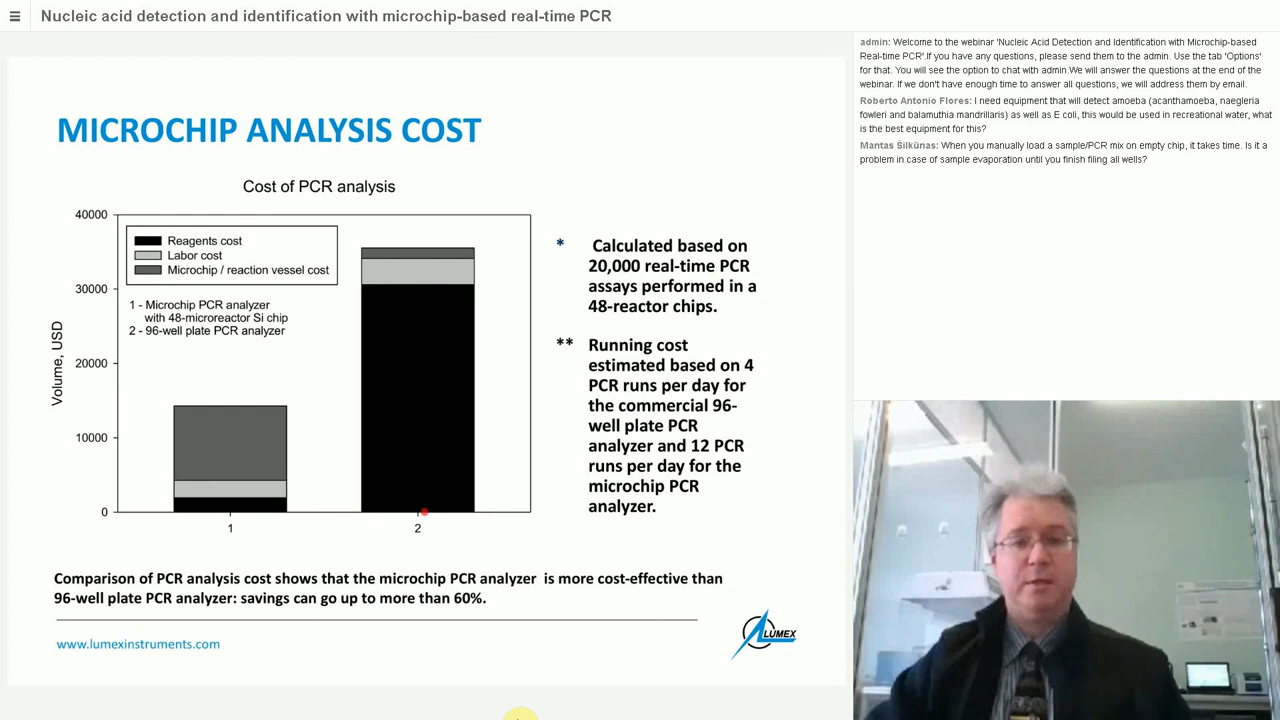 Nucleic acid detection and identification with microchip-based real-time PCR
MICROCHIP ANALYSIS COST
Cost of PCR analysis
40000
30000
20000
10000
0
Volume, USD
Reagents cost
Labor cost
Microchip / reaction vessel cost
1 - Microchip PCR analyzer
with 48-microreactor Si chip
2 - 96-well plate PCR analyzer
1
2
* Calculated based on
20,000 real-time PCR
assays performed in a
48-reactor chips.
** Running cost
estimated based on 4
PCR runs per day for
the commercial 96-
well plate PCR
analyzer and 12 PCR
runs per day for the
microchip PCR
analyzer.
Comparison of PCR analysis cost shows that the microchip PCR analyzer is more cost-effective than
96-well plate PCR analyzer: savings can go up to more than 60%.
www.lumexinstruments.com
LUMEX
admin: Welcome to the webinar 'Nucleic Acid Detection and Identification with Microchip-based
Real-time PCR'.If you have any questions, please send them to the admin. Use the tab 'Options'
for that. You will see the option to chat with admin.We will answer the questions at the end of the
webinar. If we don't have enough time to answer all questions, we will address them by email.
Roberto Antonio Flores: I need equipment that will detect amoeba (acanthamoeba, naegleria
fowleri and balamuthia mandrillaris) as well as E coli, this would be used in recreational water, what
is the best equipment for this?
Mantas Šilkūnas: When you manually load a sample/PCR mix on empty chip, it takes time. Is it a
problem in case of sample evaporation until you finish filing all wells?